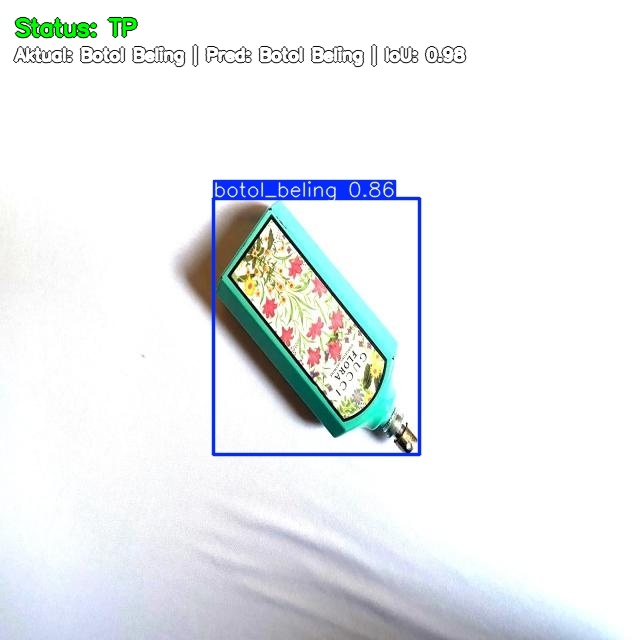 Status: TP
Aktual: Botol Beling | Pred: Botol Beling | IoU: 0.98
botol_beling 0.86
GUCCI
FLORA